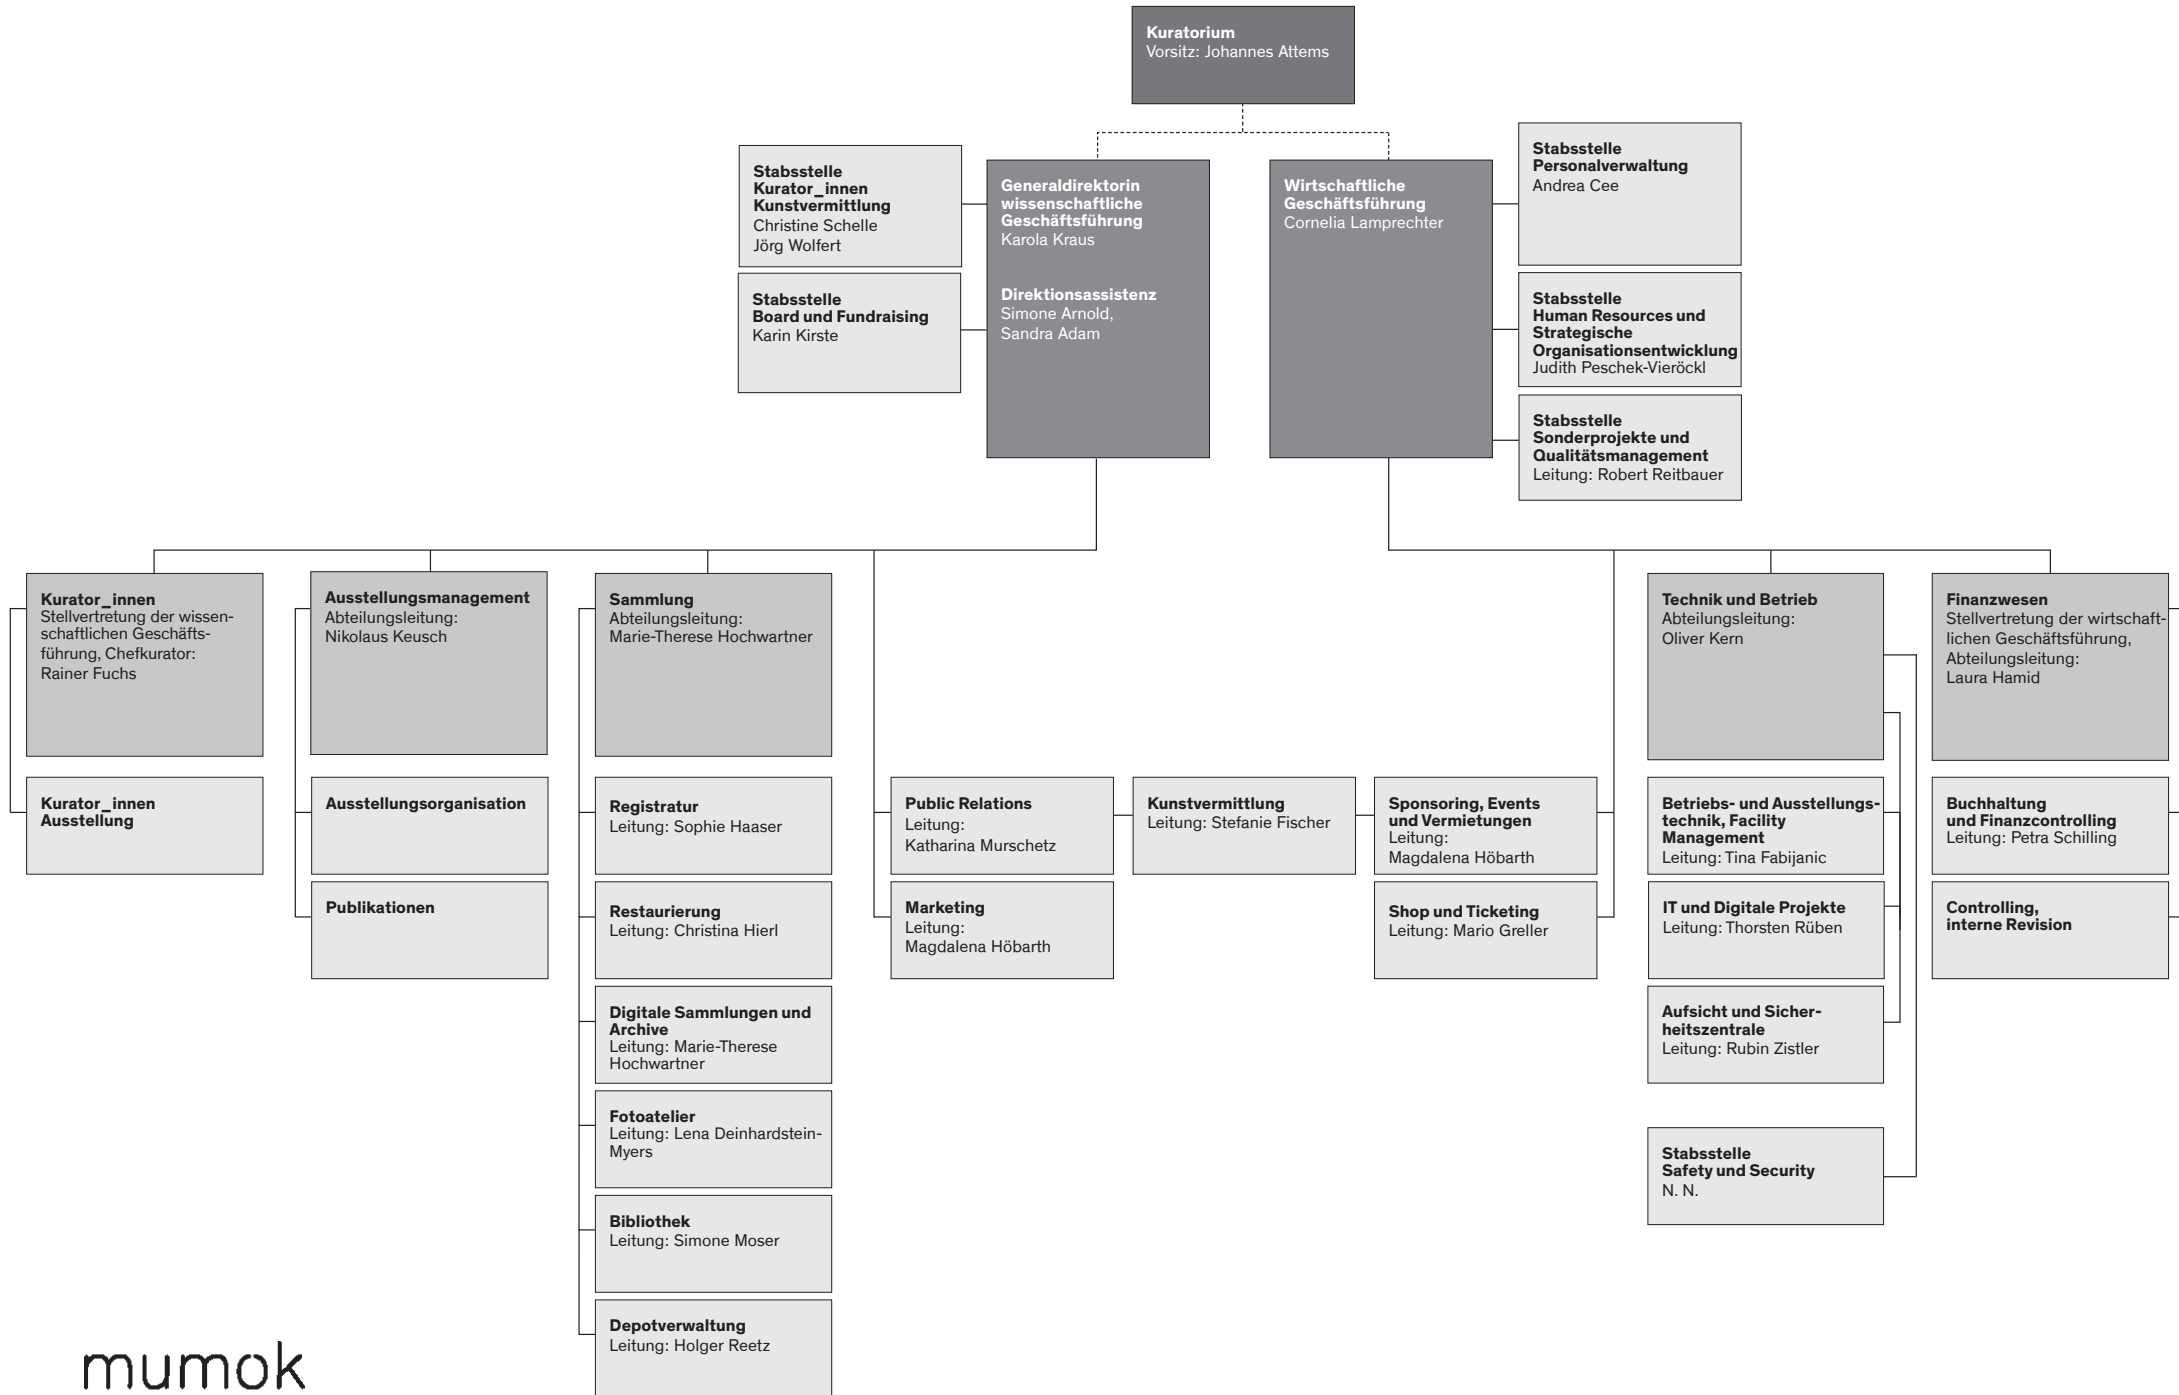 Kuratorium
Vorsitz: Johannes Attems
Stabsstelle
Kurator_innen
Kunstvermittlung
Christine Schelle
Jörg Wolfert
Stabsstelle
Board und Fundraising
Karin Kirste
Generaldirektorin
wissenschaftliche
Geschäftsführung
Karola Kraus
Direktionsassistenz
Simone Arnold,
Sandra Adam
Wirtschaftliche
Geschäftsführung
Cornelia Lamprechter
Stabsstelle
Personalverwaltung
Andrea Cee
Stabsstelle
Human Resources und
Strategische
Organisationsentwicklung
Judith Peschek-Vieröckl
Stabsstelle
Sonderprojekte und
Qualitätsmanagement
Leitung: Robert Reitbauer
Kurator_innen
Stellvertretung der wissen-
schaftlichen Geschäfts-
führung, Chefkurator:
Rainer Fuchs
Kurator_innen
Ausstellung
Ausstellungsmanagement
Abteilungsleitung:
Nikolaus Keusch
Ausstellungsorganisation
Publikationen
Sammlung
Abteilungsleitung:
Marie-Therese Hochwartner
Registratur
Leitung: Sophie Haaser
Restaurierung
Leitung: Christina Hierl
Digitale Sammlungen und
Archive
Leitung: Marie-Therese
Hochwartner
Fotoatelier
Leitung: Lena Deinhardstein-
Myers
Bibliothek
Leitung: Simone Moser
Depotverwaltung
Leitung: Holger Reetz
Public Relations
Leitung:
Katharina Murschetz
Marketing
Leitung:
Magdalena Höbarth
Kunstvermittlung
Leitung: Stefanie Fischer
Sponsoring, Events
und Vermietungen
Leitung:
Magdalena Höbarth
Shop und Ticketing
Leitung: Mario Greller
Technik und Betrieb
Abteilungsleitung:
Oliver Kern
Betriebs- und Ausstellungs-
technik, Facility
Management
Leitung: Tina Fabijanic
IT und Digitale Projekte
Leitung: Thorsten Rüben
Aufsicht und Sicher-
heitszentrale
Leitung: Rubin Zistler
Stabsstelle
Safety und Security
N. N.
Finanzwesen
Stellvertretung der wirtschaft-
lichen Geschäftsführung,
Abteilungsleitung:
Laura Hamid
Buchhaltung
und Finanzcontrolling
Leitung: Petra Schilling
Controlling,
interne Revision
mumok